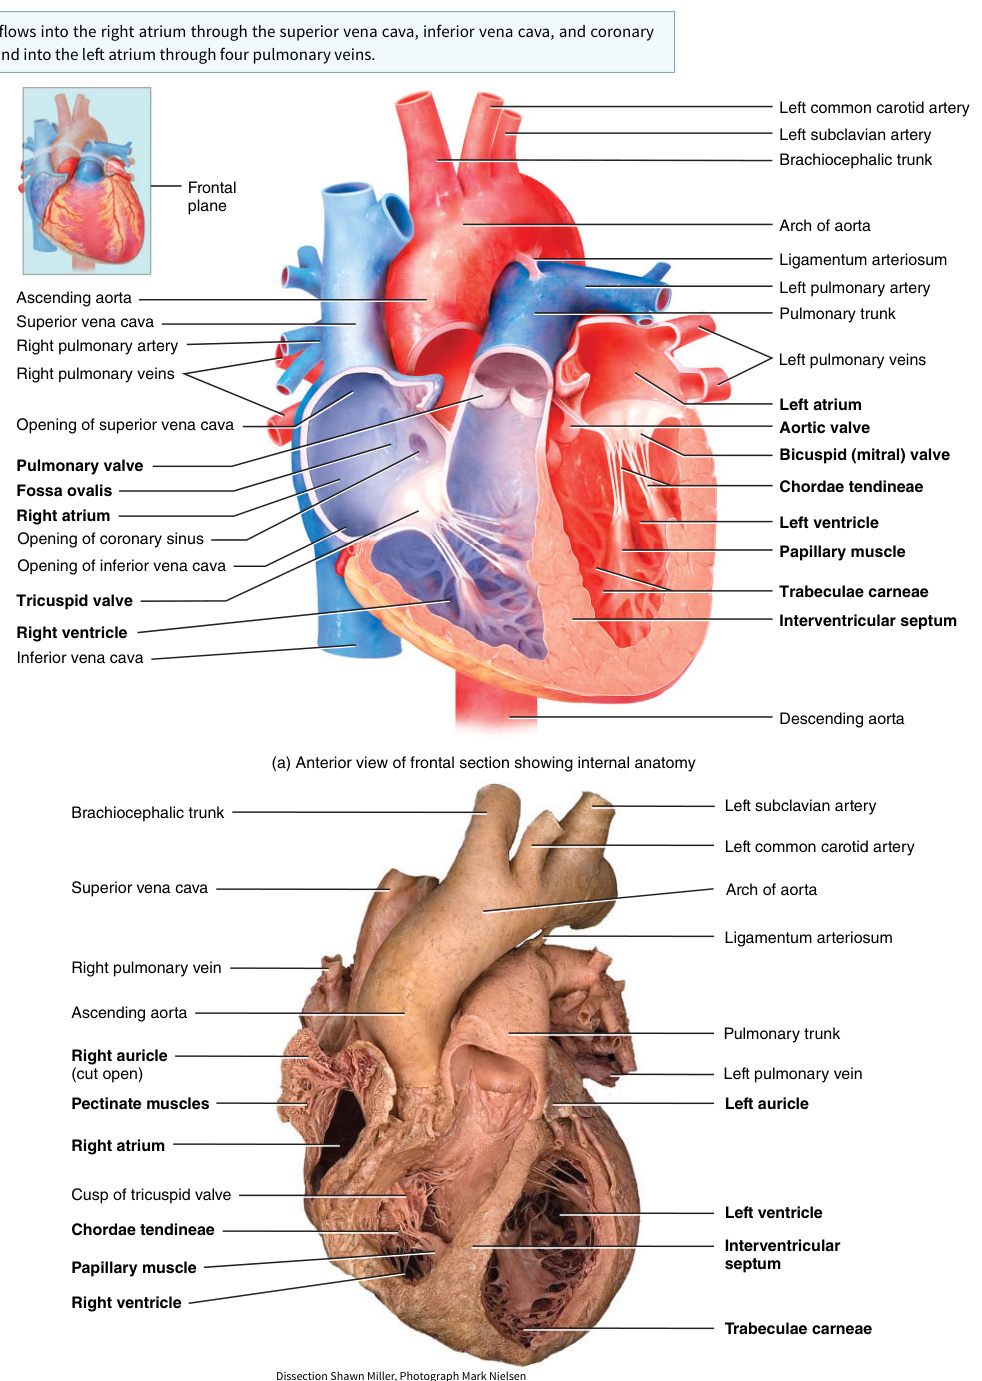 flows into the right atrium through the superior vena cava, inferior vena cava, and coronary
nd into the left atrium through four pulmonary veins.
Frontal
plane
Left common carotid artery
Left subclavian artery
Brachiocephalic trunk
Arch of aorta
Ligamentum arteriosum
Left pulmonary artery
Pulmonary trunk
Left pulmonary veins
Left atrium
Aortic valve
Bicuspid (mitral) valve
Chordae tendineae
Left ventricle
Papillary muscle
Trabeculae carneae
Interventricular septum
Descending aorta
Ascending aorta
Superior vena cava
Right pulmonary artery
Right pulmonary veins
Opening of superior vena cava
Pulmonary valve
Fossa ovalis
Right atrium
Opening of coronary sinus
Opening of inferior vena cava
Tricuspid valve
Right ventricle
Inferior vena cava
(a) Anterior view of frontal section showing internal anatomy
Brachiocephalic trunk
Superior vena cava
Right pulmonary vein
Ascending aorta
Right auricle
(cut open)
Pectinate muscles
Right atrium
Cusp of tricuspid valve
Chordae tendineae
Papillary muscle
Right ventricle
Left subclavian artery
Left common carotid artery
Arch of aorta
Ligamentum arteriosum
Pulmonary trunk
Left pulmonary vein
Left auricle
Left ventricle
Interventricular
septum
Trabeculae carneae
Dissection Shawn Miller, Photograph Mark Nielsen